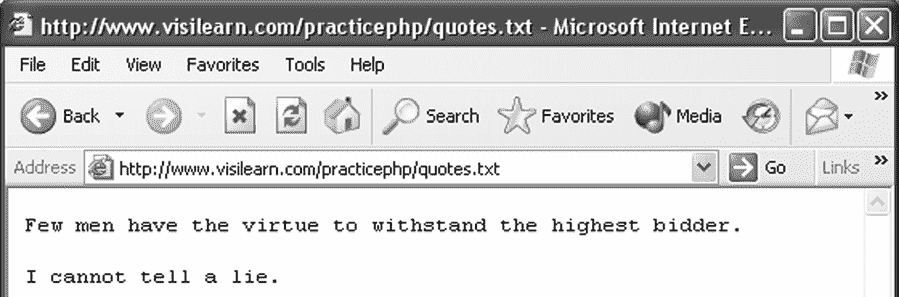 http://www.visilearn.com/practicephp/quotes.txt - Microsoft Internet E...
File Edit View Favorites Tools Help
Back Search Favorites Media »
Address http://www.visilearn.com/practicephp/quotes.txt Go Links »
Few men have the virtue to withstand the highest bidder.
I cannot tell a lie.